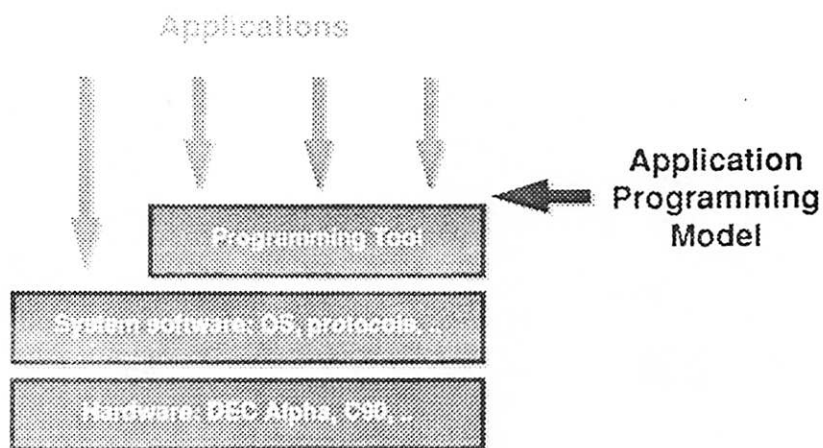 Applications
Application
Programming
Model
Programming Tool
System software: OS, protocols, ..
Hardware: DEC Alpha, C90, ..